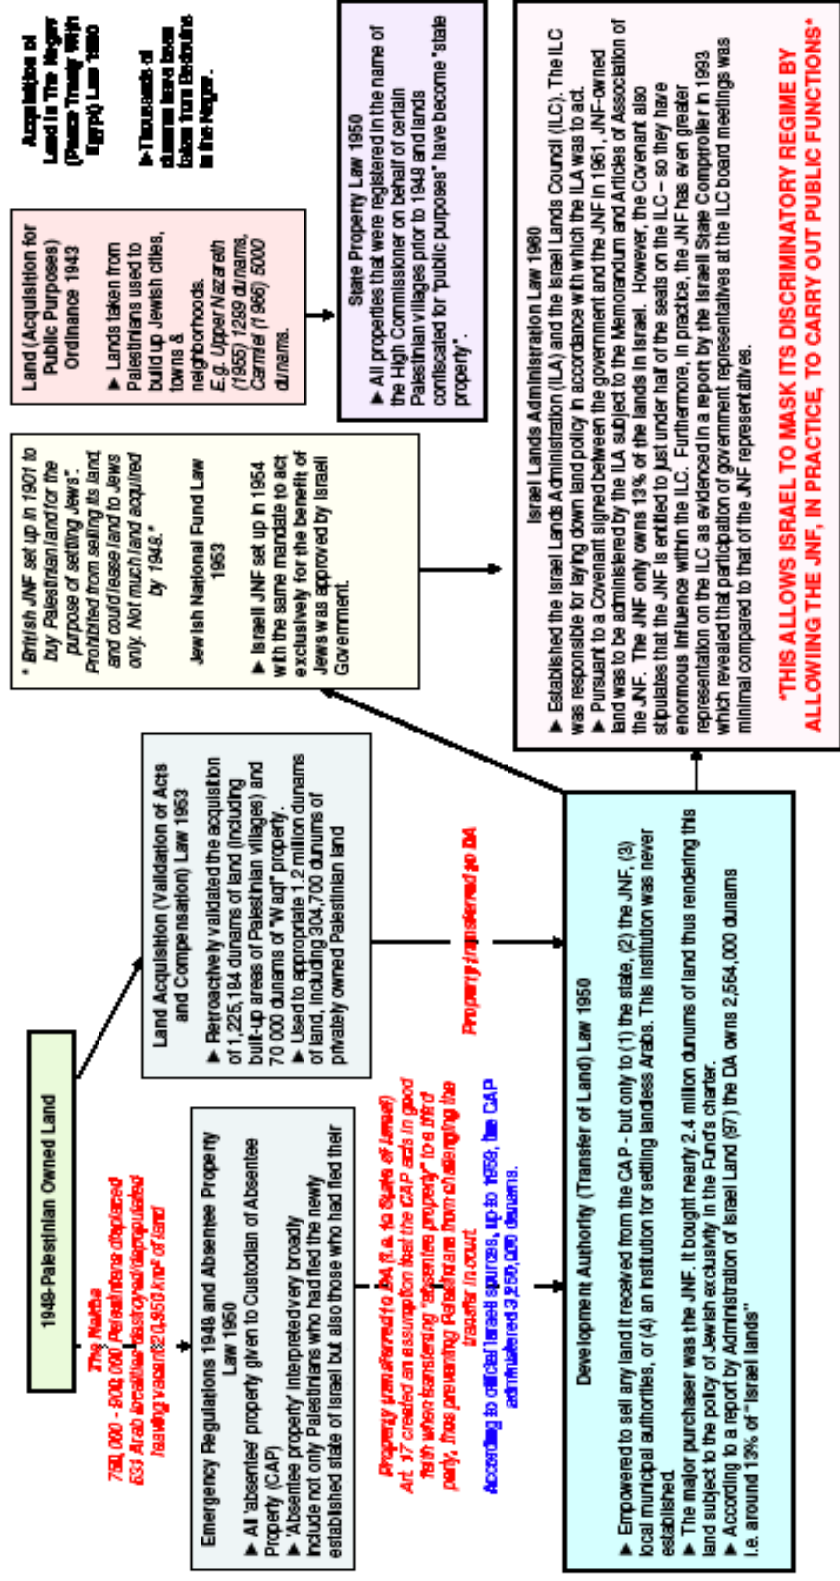 1948-Palestinian Owned Land
The Nakba
750,000 - 900,000 Palestinians displaced
531 Arab localities destroyed/depopulated
leaving vacant 20,350 km² of land
Emergency Regulations 1948 and Absentee Property
Law 1950
► All 'absentee' property given to Custodian of Absentee
Property (CAP)
► 'Absentee property' interpreted very broadly
include not only Palestinians who had fled the newly
established state of Israel but also those who had fled their
Land Acquisition (Validation of Acts
and Compensation) Law 1953
► Retroactively validated the acquisition
of 1,225,194 dunams of land (including
built-up areas of Palestinian villages) and
70 000 dunams of "Waqf" property.
► Used to appropriate 1.2 million dunams
of land, including 304,700 dunums of
privately owned Palestinian land
Property transferred to DA (i.e. to State of Israel)
Art. 17 created an assumption that the CAP acts in good
faith when transferring "absentee property" to a third
party, thus preventing Palestinians from challenging the
transfer in court.
According to official Israeli sources, up to 1958, the CAP
administered 3,250,000 dunams.
Property transferred to DA
Development Authority (Transfer of Land) Law 1950
► Empowered to sell any land it received from the CAP - but only to (1) the state, (2) the JNF, (3)
local municipal authorities, or (4) an institution for settling landless Arabs. This institution was never
established.
► The major purchaser was the JNF. It bought nearly 2.4 million dunums of land thus rendering this
land subject to the policy of Jewish exclusivity in the Fund's charter.
► According to a report by Administration of Israel Land (97) the DA owns 2,564,000 dunams
i.e. around 13% of "Israel lands"
* British JNF set up in 1901 to
buy Palestinian land for the
purpose of setting Jews".
Prohibited from selling its land,
and could lease land to Jews
only. Not much land acquired
by 1948."
Jewish National Fund Law
1953
► Israeli JNF set up in 1954
with the same mandate to act
exclusively for the benefit of
Jews was approved by Israeli
Government.
Land (Acquisition for
Public Purposes)
Ordinance 1943
► Lands taken from
Palestinians used to
build up Jewish cities,
towns &
neighborhoods.
E.g. Upper Nazareth
(1955) 1299 dunams,
Carmiel (1966) 5000
dunams.
Acquisition of
Land in The Negev
(Peace Treaty With
Egypt) Law 1980
► Thousands of
dunams have been
taken from Bedouins
in the Negev.
State Property Law 1950
► All properties that were registered in the name of
the High Commissioner on behalf of certain
Palestinian villages prior to 1948 and lands
confiscated for "public purposes" have become "state
property".
Israel Lands Administration Law 1960
► Established the Israel Lands Administration (ILA) and the Israel Lands Council (ILC). The ILC
was responsible for laying down land policy in accordance with which the ILA was to act.
► Pursuant to a Covenant signed between the government and the JNF in 1961, JNF-owned
land was to be administered by the ILA subject to the Memorandum and Articles of Association of
the JNF. The JNF only owns 13% of the lands in Israel. However, the Covenant also
stipulates that the JNF is entitled to just under half of the seats on the ILC – so they have
enormous influence within the ILC. Furthermore, in practice, the JNF has even greater
representation on the ILC as evidenced in a report by the Israeli State Comptroller in 1993
which revealed that participation of government representatives at the ILC board meetings was
minimal compared to that of the JNF representatives.
*THIS ALLOWS ISRAEL TO MASK ITS DISCRIMINATORY REGIME BY
ALLOWIING THE JNF, IN PRACTICE, TO CARRY OUT PUBLIC FUNCTIONS*